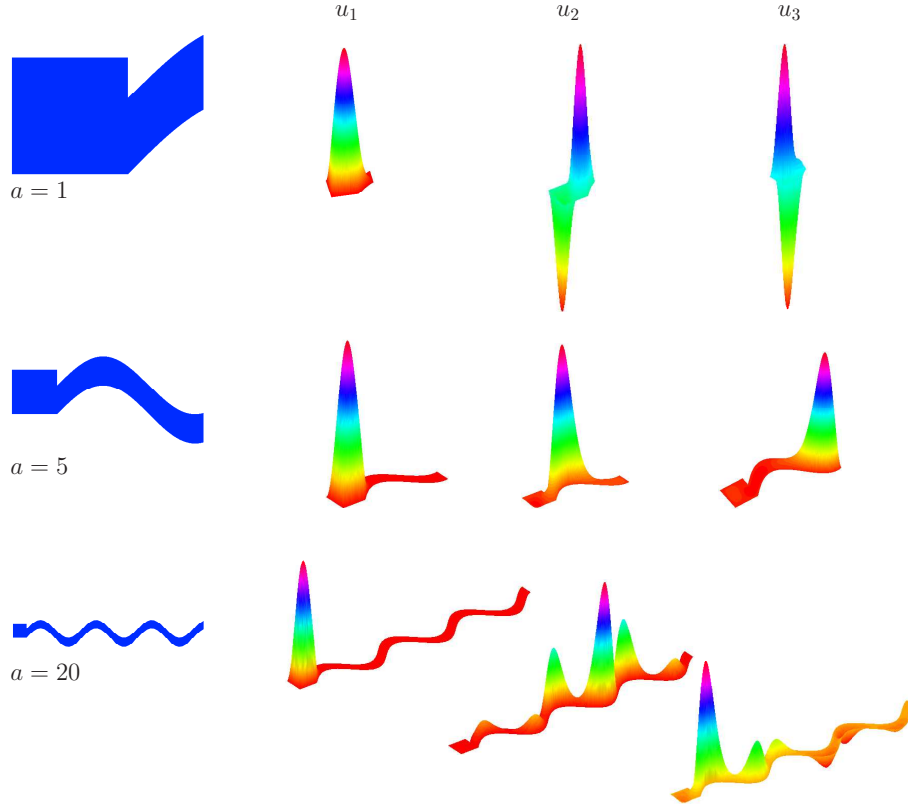 u₁ u₂ u₃
a = 1
a = 5
a = 20